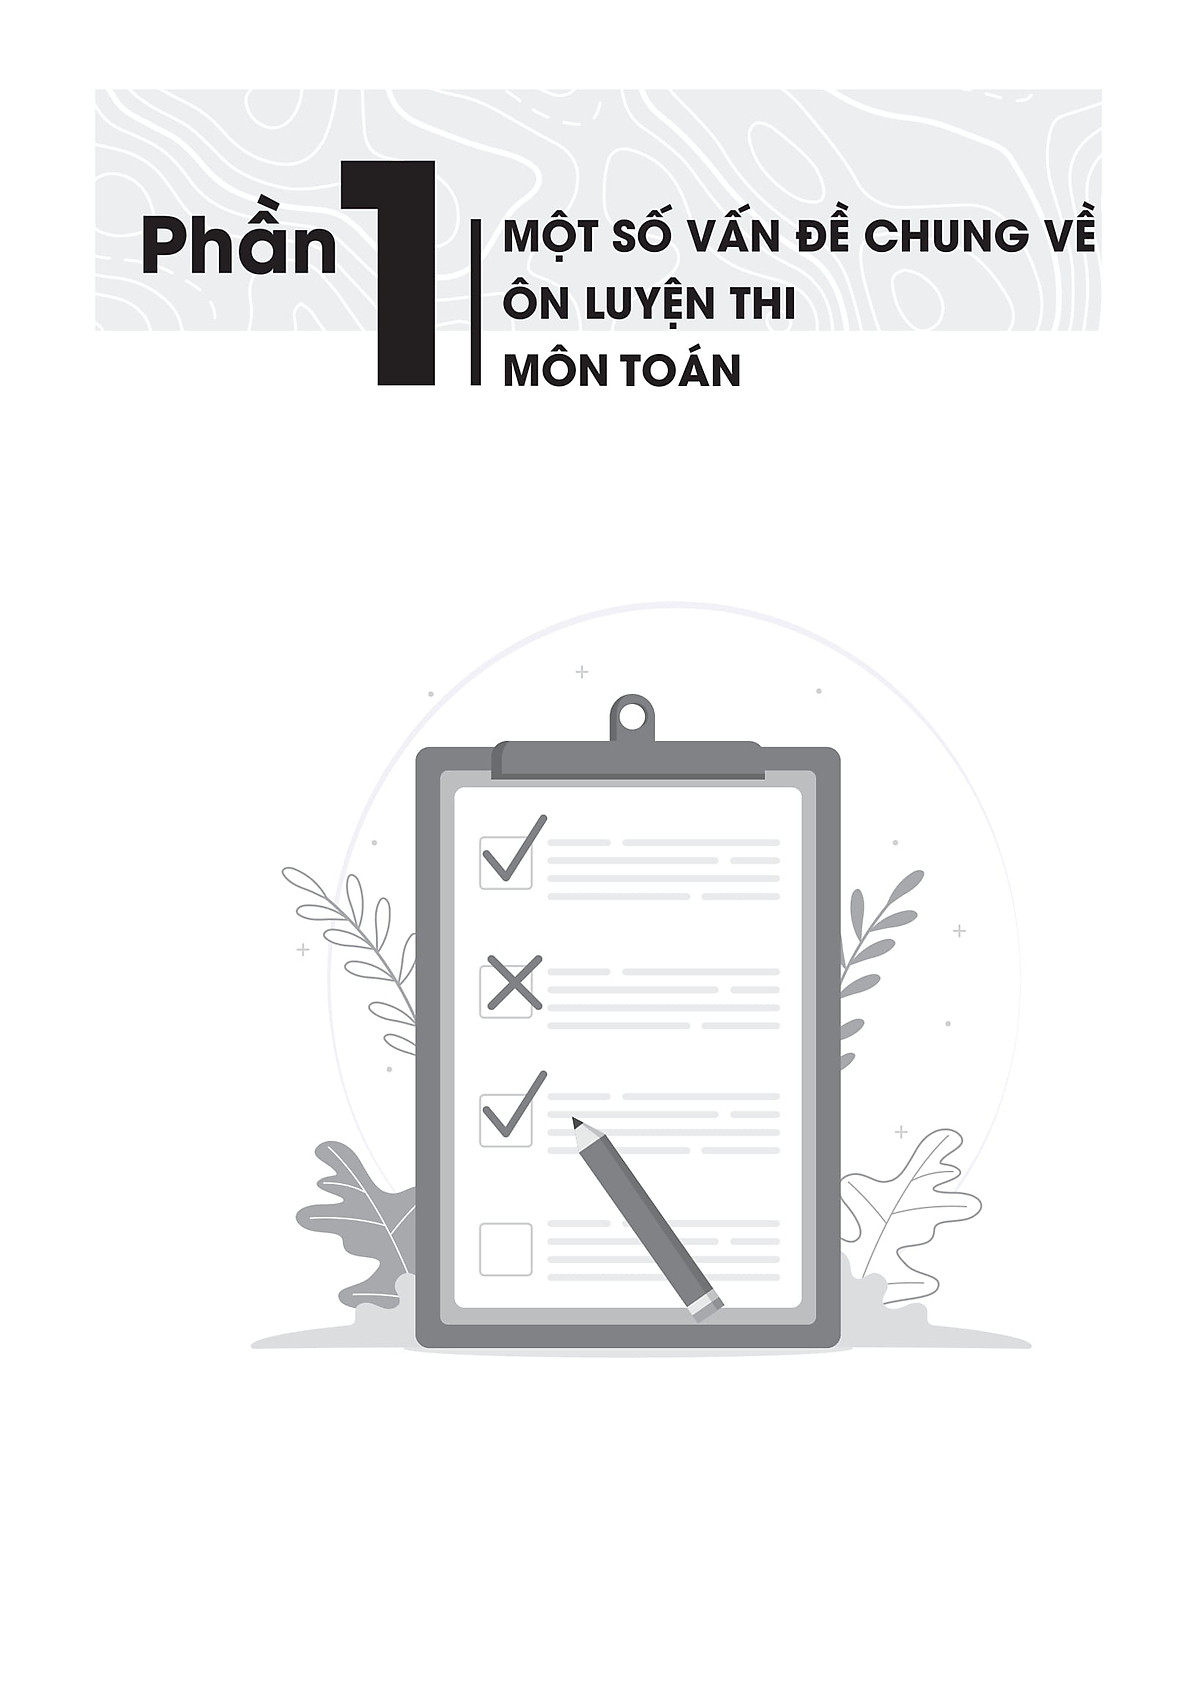 Phần 1
MỘT SỐ VẤN ĐỀ CHUNG VỀ
ÔN LUYỆN THI
MÔN TOÁN